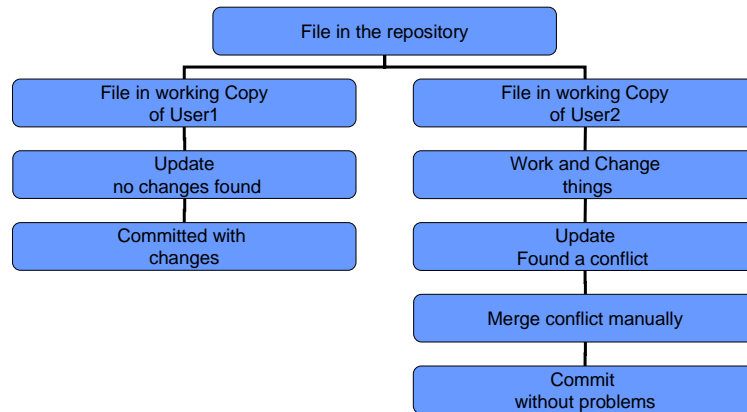 File in the repository
File in working Copy
of User1
File in working Copy
of User2
Update
no changes found
Work and Change
things
Committed with
changes
Update
Found a conflict
Merge conflict manually
Commit
without problems